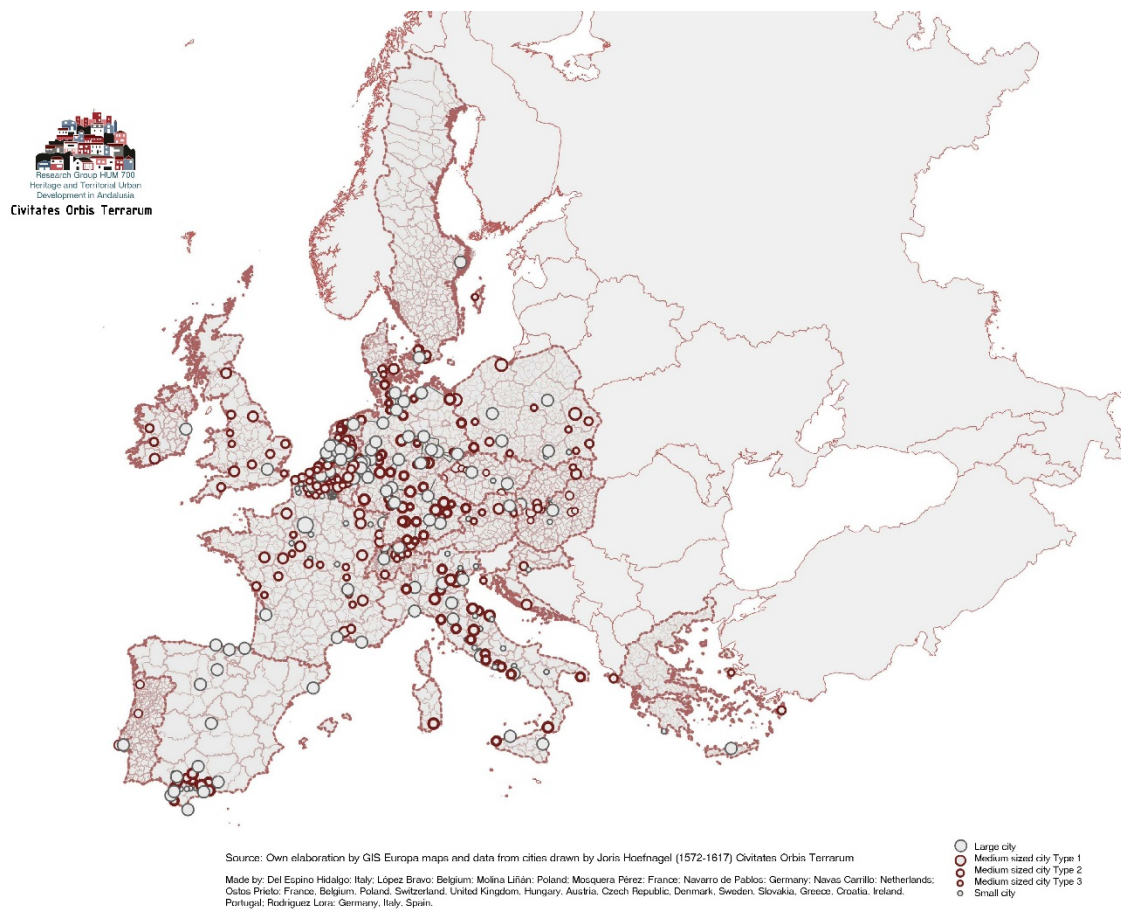 Research Group HUM 700
Heritage and Territorial Urban
Development in Andalusia
Civitates Orbis Terrarum
Source: Own elaboration by GIS Europa maps and data from cities drawn by Joris Hoefnagel (1572-1617) Civitates Orbis Terrarum
Made by: Del Espino Hidalgo: Italy; López Bravo: Belgium: Molina Liñán: Poland; Mosquera Pérez: France: Navarro de Pablos: Germany: Navas Carrillo: Netherlands;
Ostos Prieto: France, Belgium. Poland. Switzerland. United Kingdom. Hungary, Austria. Czech Republic, Denmark, Sweden. Slovakia, Greece, Croatia. Ireland.
Portugal; Rodriguez Lora: Germany, Italy. Spain.
Large city
Medium sized city Type 1
Medium sized city Type 2
Medium sized city Type 3
Small city